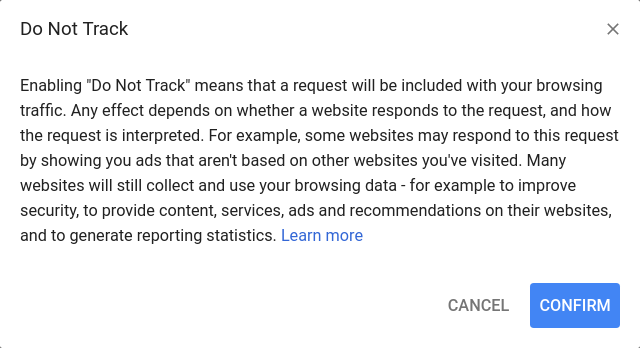 Do Not Track
Enabling "Do Not Track" means that a request will be included with your browsing
traffic. Any effect depends on whether a website responds to the request, and how
the request is interpreted. For example, some websites may respond to this request
by showing you ads that aren't based on other websites you've visited. Many
websites will still collect and use your browsing data - for example to improve
security, to provide content, services, ads and recommendations on their websites,
and to generate reporting statistics. Learn more
CANCEL CONFIRM